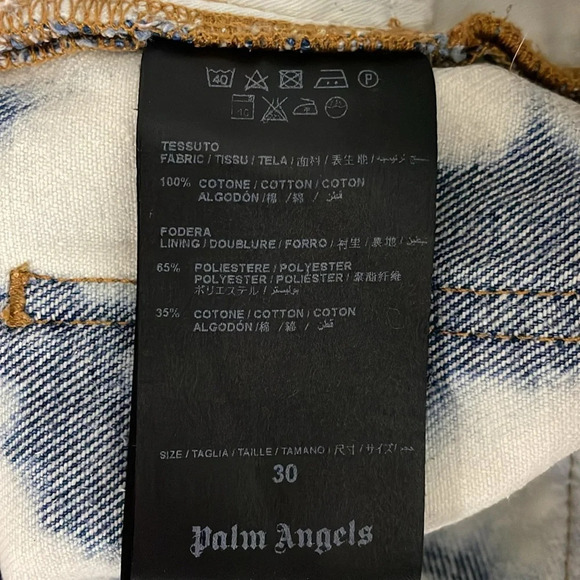 40
P
40
TESSUTO
FABRIC / TISSU / TELA / 面料 / 表生地 /
100% COTONE / COTTON / COTON
ALGODÓN / 棉 / 綿 / قطن
FODERA
LINING / DOUBLURE / FORRO / 衬里 / 裏地 /
65% POLIESTERE / POLYESTER
POLYESTER / POLIÉSTER / 聚酯纤维
ポリエステル / بوليستر
35% COTONE / COTTON / COTON
ALGODÓN / 棉 / 綿 / قطن
SIZE / TAGLIA / TAILLE / TAMANO / 尺寸 / サイズ /
30
Palm Angels